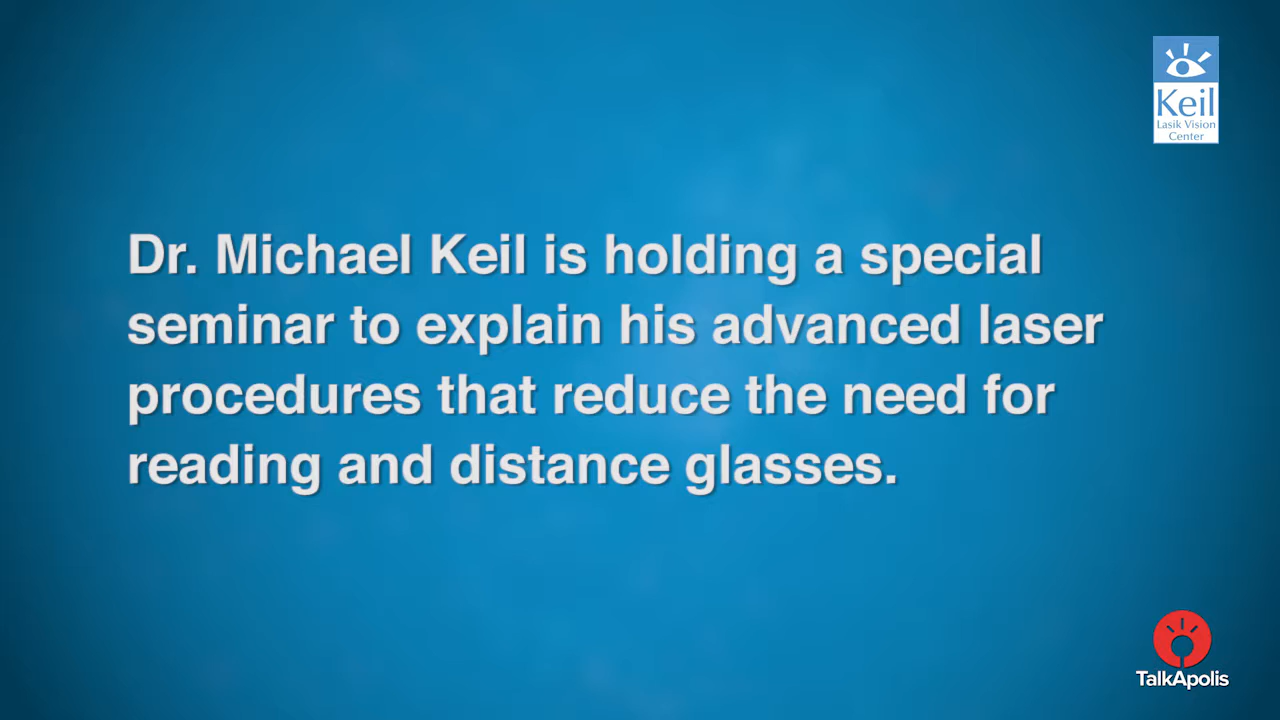 Keil
Lasik Vision
Center
Dr. Michael Keil is holding a special
seminar to explain his advanced laser
procedures that reduce the need for
reading and distance glasses.
TalkApolis